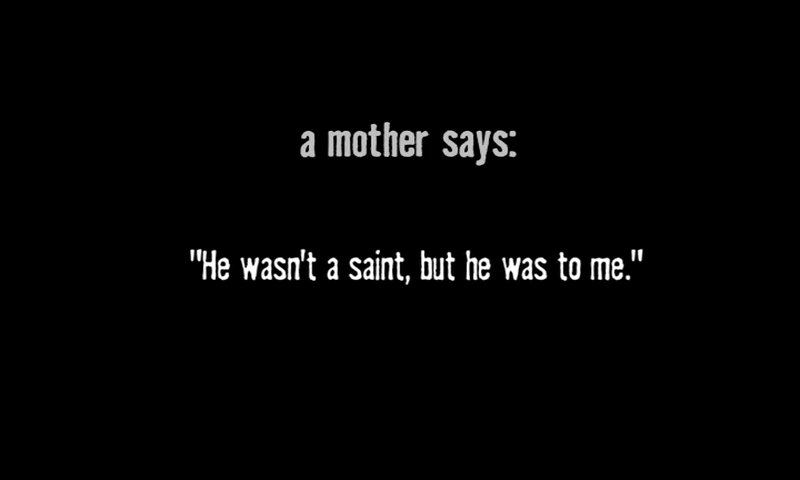 a mother says:
"He wasn't a saint, but he was to me."